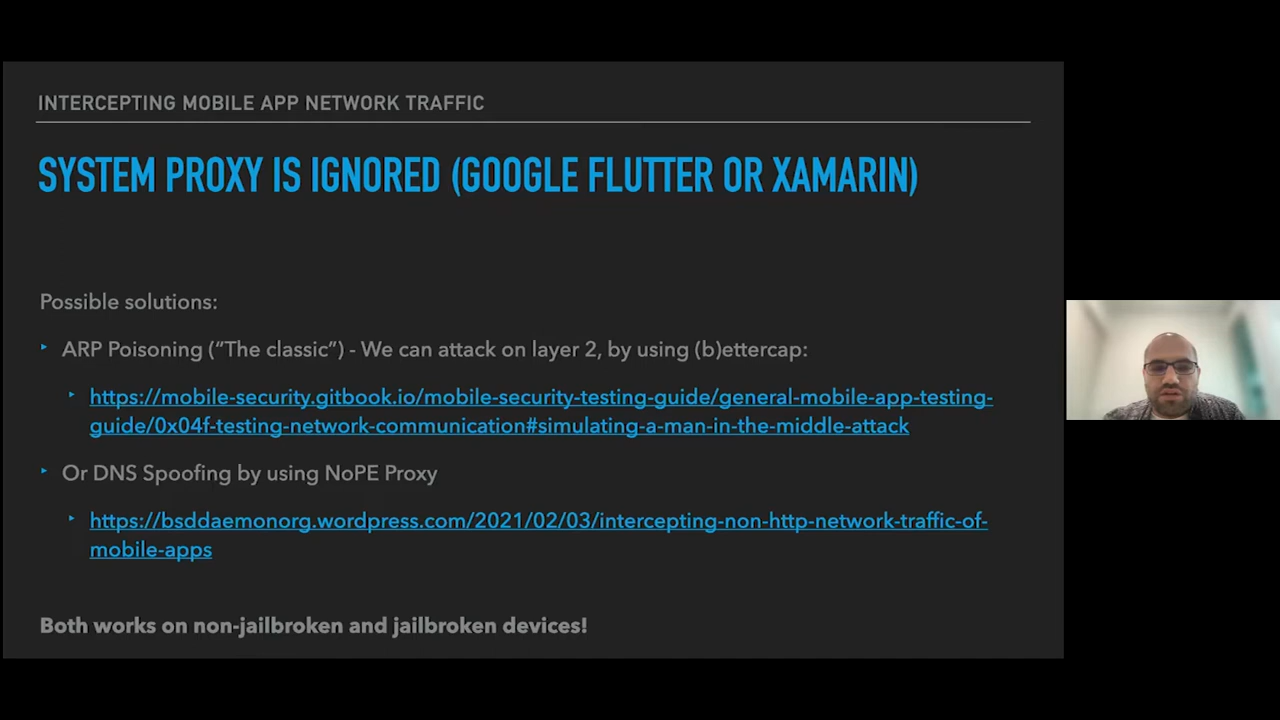 INTERCEPTING MOBILE APP NETWORK TRAFFIC
SYSTEM PROXY IS IGNORED (GOOGLE FLUTTER OR XAMARIN)
Possible solutions:
‣ ARP Poisoning (“The classic”) - We can attack on layer 2, by using (b)ettercap:
‣ https://mobile-security.gitbook.io/mobile-security-testing-guide/general-mobile-app-testing-
guide/0x04f-testing-network-communication#simulating-a-man-in-the-middle-attack
‣ Or DNS Spoofing by using NoPE Proxy
‣ https://bsddaemonorg.wordpress.com/2021/02/03/intercepting-non-http-network-traffic-of-
mobile-apps
Both works on non-jailbroken and jailbroken devices!